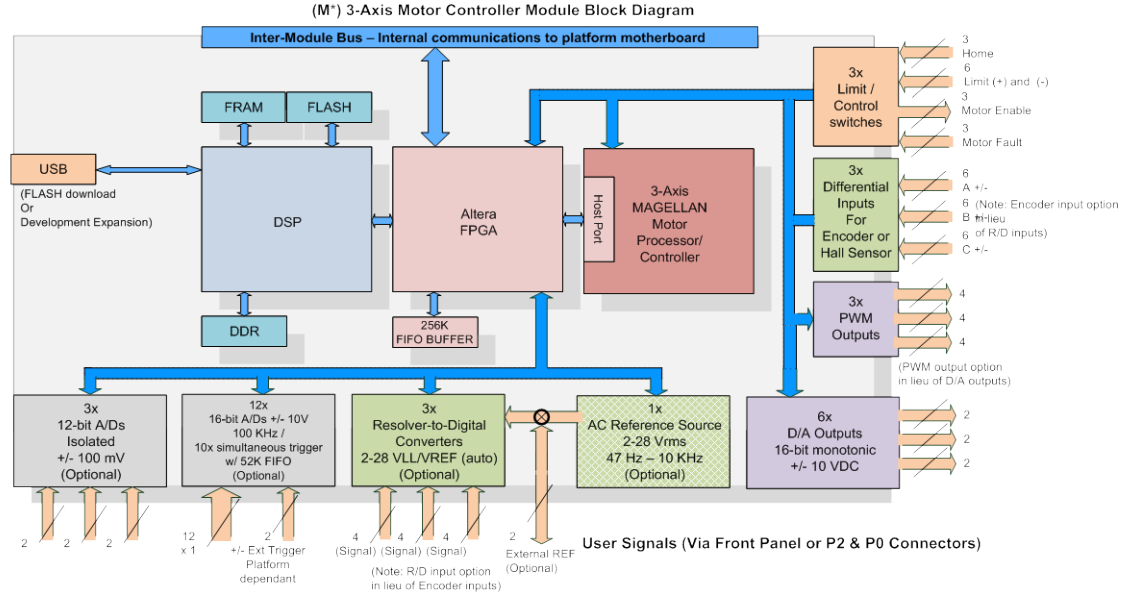 (M*) 3-Axis Motor Controller Module Block Diagram
Inter-Module Bus – Internal communications to platform motherboard
FRAM
FLASH
USB
(FLASH download
Or
Development Expansion)
DSP
DDR
Altera
FPGA
256K
FIFO BUFFER
Host Port
3-Axis
MAGELLAN
Motor
Processor/
Controller
3x
Limit /
Control
switches
3
Home
6
Limit (+) and (-)
3
Motor Enable
3
Motor Fault
3x
Differential
Inputs
For
Encoder or
Hall Sensor
6
A +/-
6
B +/-
6
C +/-
(Note: Encoder input option
in lieu
of R/D inputs)
3x
PWM
Outputs
4
4
4
(PWM output option
in lieu of D/A outputs)
3x
12-bit A/Ds
Isolated
+/- 100 mV
(Optional)
2
2
2
12x
16-bit A/Ds +/- 10V
100 KHz /
10x simultaneous trigger
w/ 52K FIFO
(Optional)
12
x 1
2
+/- Ext Trigger
Platform
dependant
3x
Resolver-to-Digital
Converters
2-28 VLL/VREF (auto)
(Optional)
4
4
4
(Signal) (Signal) (Signal)
(Note: R/D input option
in lieu of Encoder inputs)
1x
AC Reference Source
2-28 Vrms
47 Hz – 10 KHz
(Optional)
2
External REF
(Optional)
6x
D/A Outputs
16-bit monotonic
+/- 10 VDC
2
2
2
User Signals (Via Front Panel or P2 & P0 Connectors)